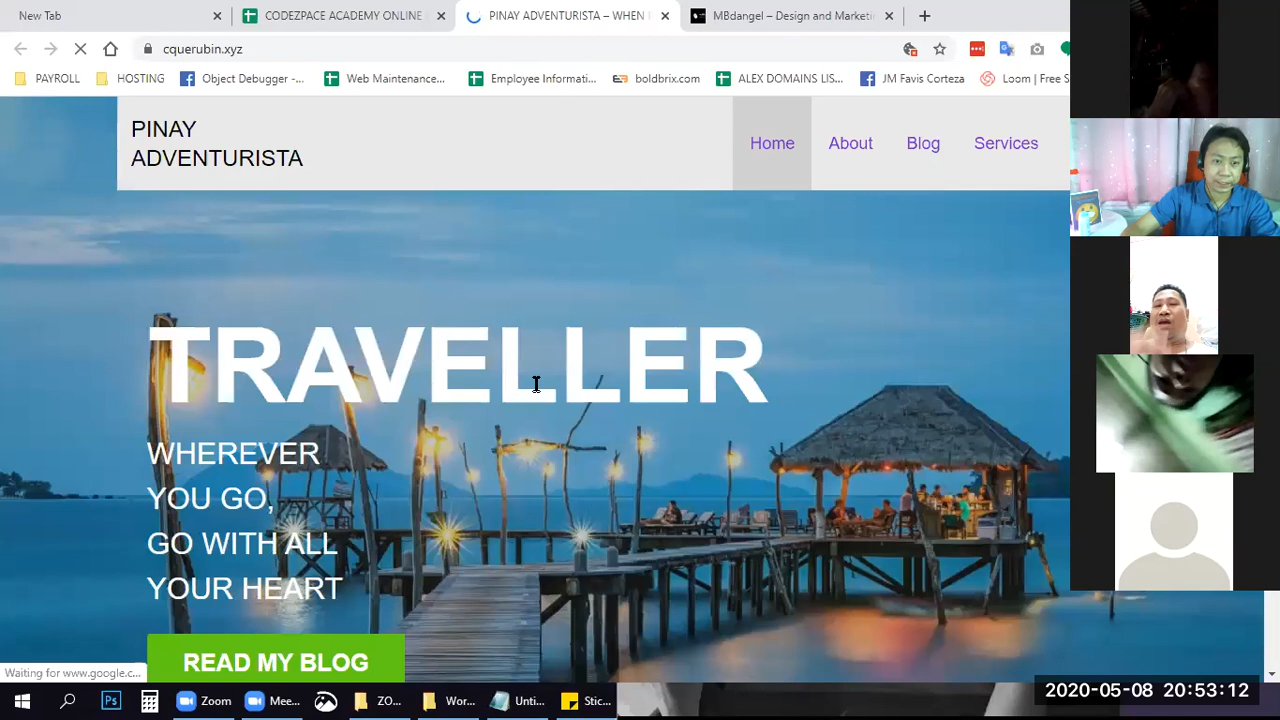 New Tab
CODEZPACE ACADEMY ONLINE
PINAY ADVENTURISTA – WHEN
MBdangel – Design and Marketi
cquerubin.xyz
PAYROLL
HOSTING
Object Debugger -...
Web Maintenance...
Employee Informati...
boldbrix.com
ALEX DOMAINS LIS...
JM Favis Corteza
Loom | Free S
PINAY
ADVENTURISTA
Home
About
Blog
Services
TRAVELLER
WHEREVER
YOU GO,
GO WITH ALL
YOUR HEART
READ MY BLOG
Waiting for www.google.c...
Ps
Zoom
Mee...
ZO...
Wor...
Unti...
Stic...
2020-05-08 20:53:12